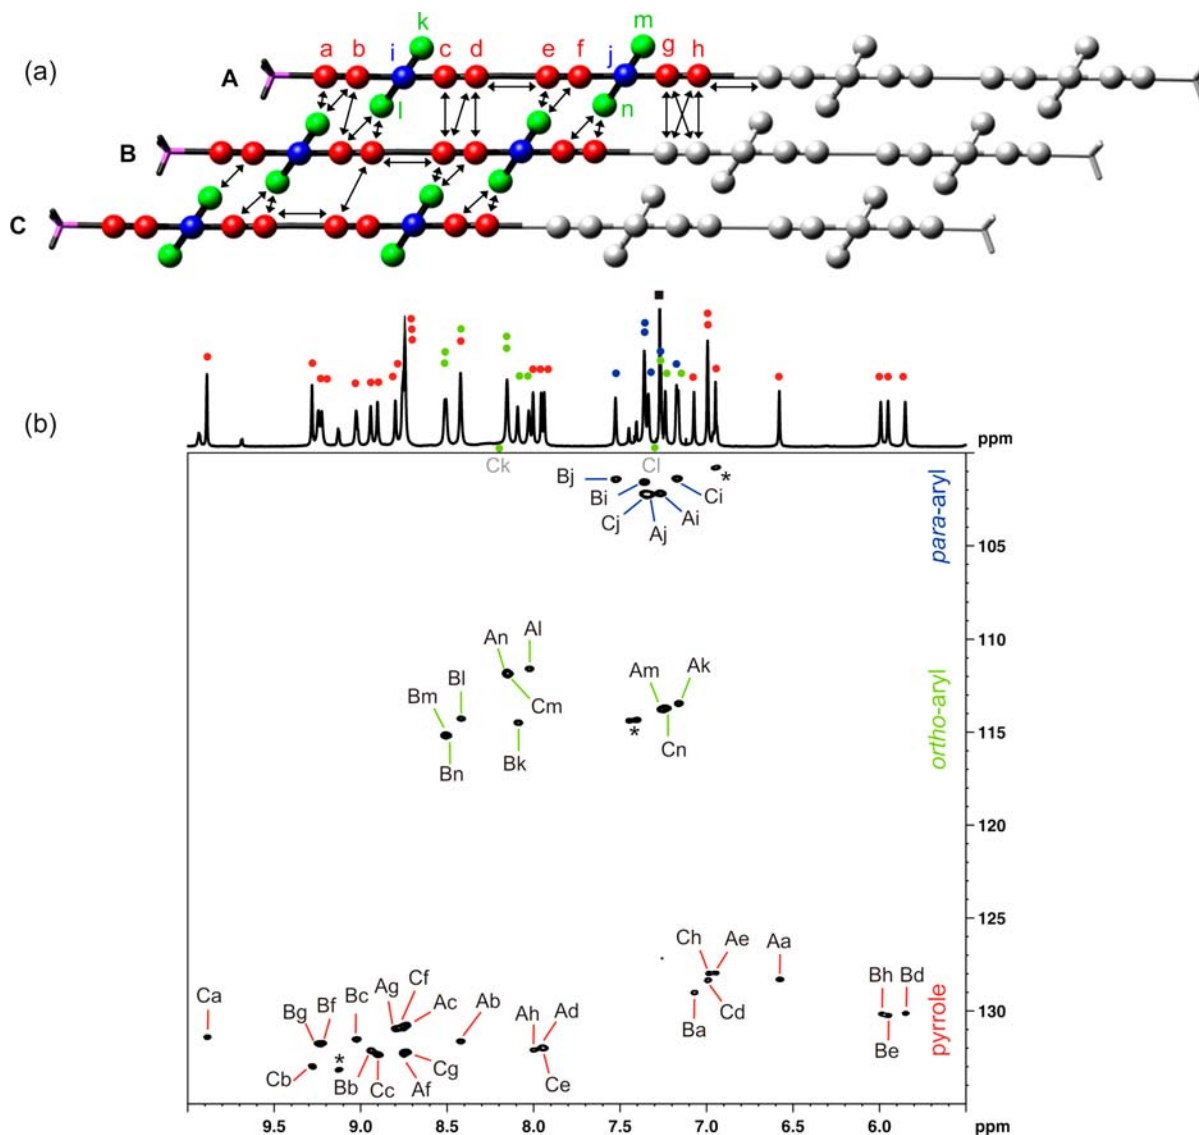 (a)
k
m
a b i c d e f j g h
A
l
n
B
C
ppm
(b)
Ck
Cl
Bj
Bi
Ci
*
Cj
Aj
Ai
para-aryl
105
An
Al
110
Bm
Bl
Am
Ak
Cm
*
Bn
Bk
Cn
ortho-aryl
115
120
125
Ca
Bg
Bf
Bc
Ag
Cf
Ac
Ab
Ah
Ad
Ch
Ae
Aa
Bh
Bd
Ba
Cd
Be
pyrrole
130
Cb
*
Bb
Cc
Af
Cg
Ce
9.5 9.0 8.5 8.0 7.5 7.0 6.5 6.0 ppm